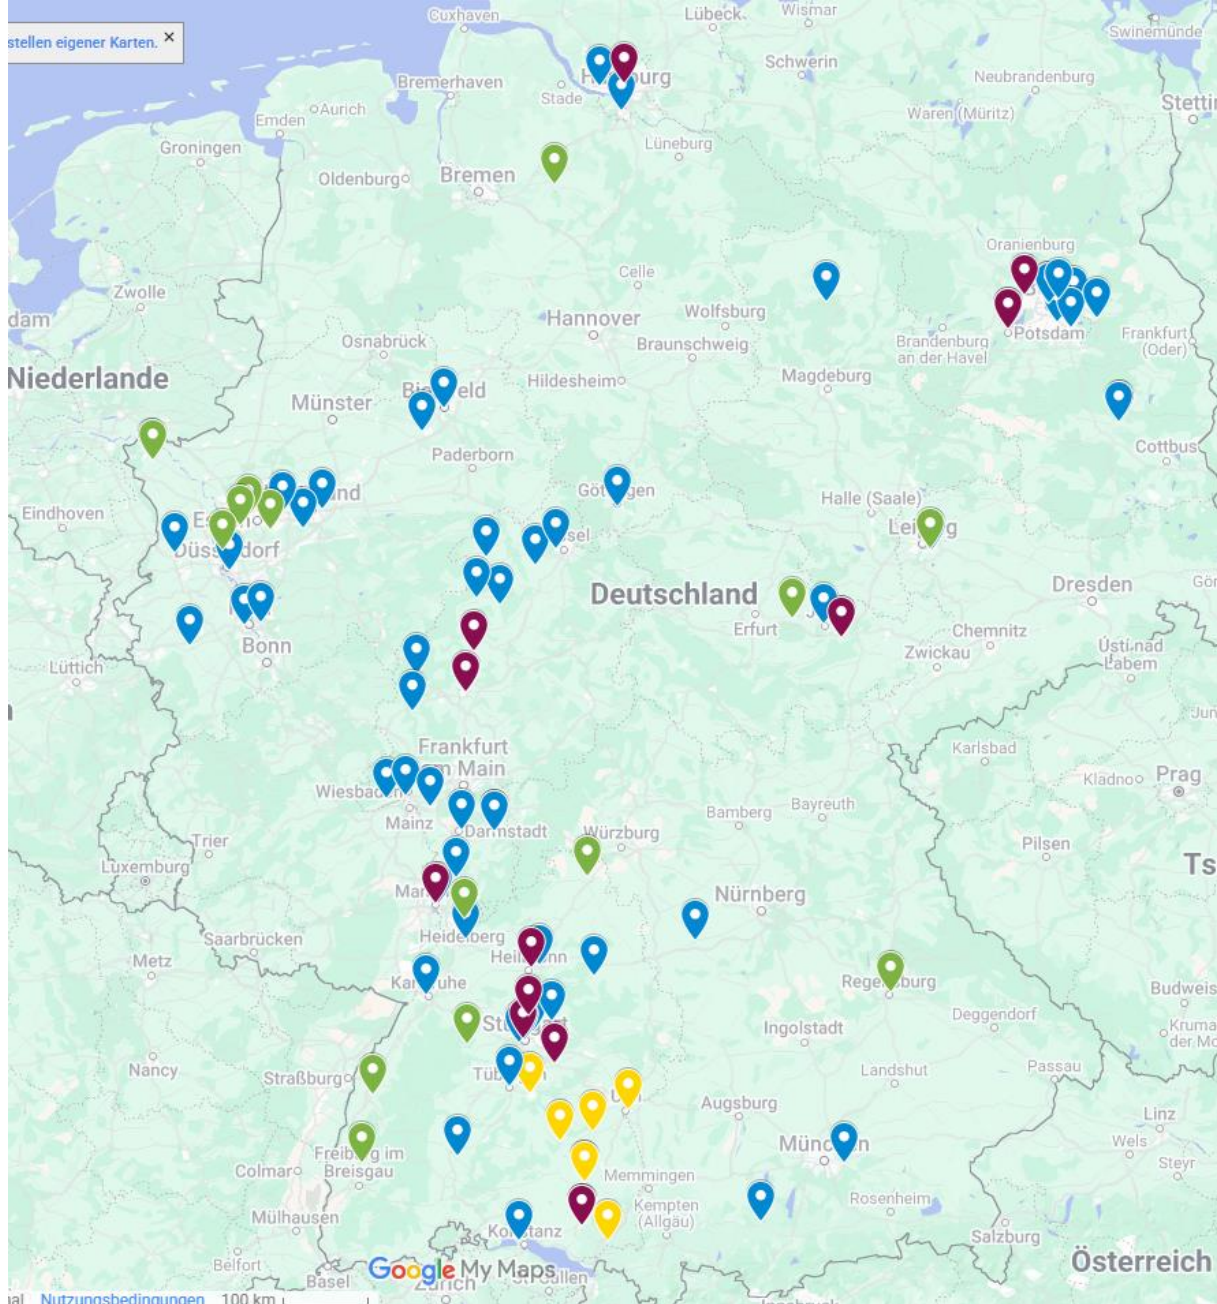 Cuxhaven
Lübeck
Wismar
Swinemünde
stellen eigener Karten. ×
Schwerin
Neubrandenburg
Bremerhaven
Stade
Aurich
Emden
Waren (Müritz)
Groningen
Lüneburg
Bremen
Oldenburg
Oranienburg
Celle
Zwolle
Wolfsburg
Hannover
Potsdam
Frankfurt
(Oder)
Brandenburg
an der Havel
Osnabrück
Braunschweig
Niederlande
Hildesheim
Magdeburg
Münster
Cottbus
Paderborn
Halle (Saale)
Eindhoven
Deutschland
Dresden
Erfurt
Chemnitz
Bonn
Zwickau
Ústí nad
Labem
Lüttich
Karlsbad
Frankfurt
Kladno
Prag
Wiesbaden
Mainz
Darmstadt
Bamberg
Bayreuth
Würzburg
Trier
Pilsen
Luxemburg
Nürnberg
Saarbrücken
Heidelberg
Metz
Deggendorf
Ingolstadt
Nancy
Straßburg
Landshut
Passau
Augsburg
Linz
Wels
Steyr
Freiburg im
Breisgau
Colmar
Memmingen
Rosenheim
Kempten
(Allgäu)
Mülhausen
Salzburg
Österreich
Belfort
Basel
Google My Maps
Nutzungsbedingungen
100 km